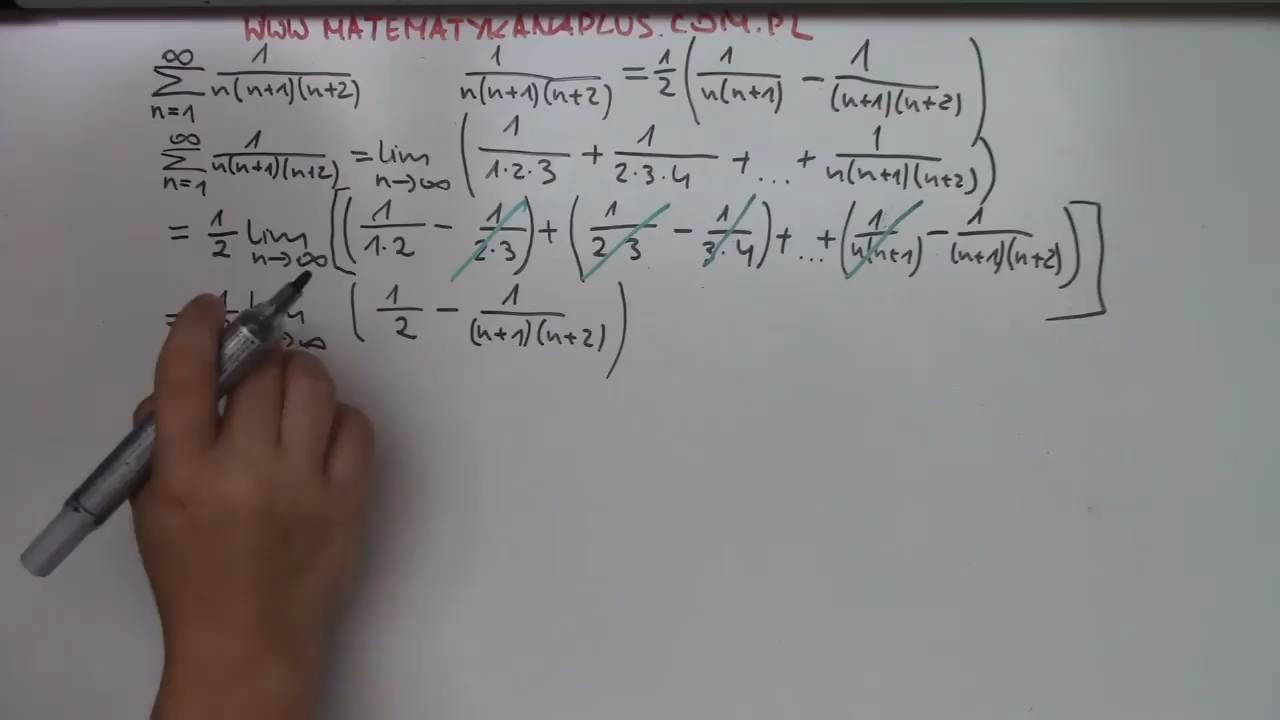 WWW.MATEMATYKANAPLUS.COM.PL
∑_{n=1}^{∞} 1/(n(n+1)(n+2))    1/(n(n+1)(n+2)) = 1/2 (1/(n(n+1)) − 1/((n+1)(n+2)))
∑_{n=1}^{∞} 1/(n(n+1)(n+2)) = lim_{n→∞} (1/(1·2·3) + 1/(2·3·4) + ... + 1/(n(n+1)(n+2)))
= 1/2 lim_{n→∞} [(1/(1·2) − 1/(2·3)) + (1/(2·3) − 1/(3·4)) + ... + (1/(n(n+1)) − 1/((n+1)(n+2)))]
= (1/2 − 1/((n+1)(n+2)))